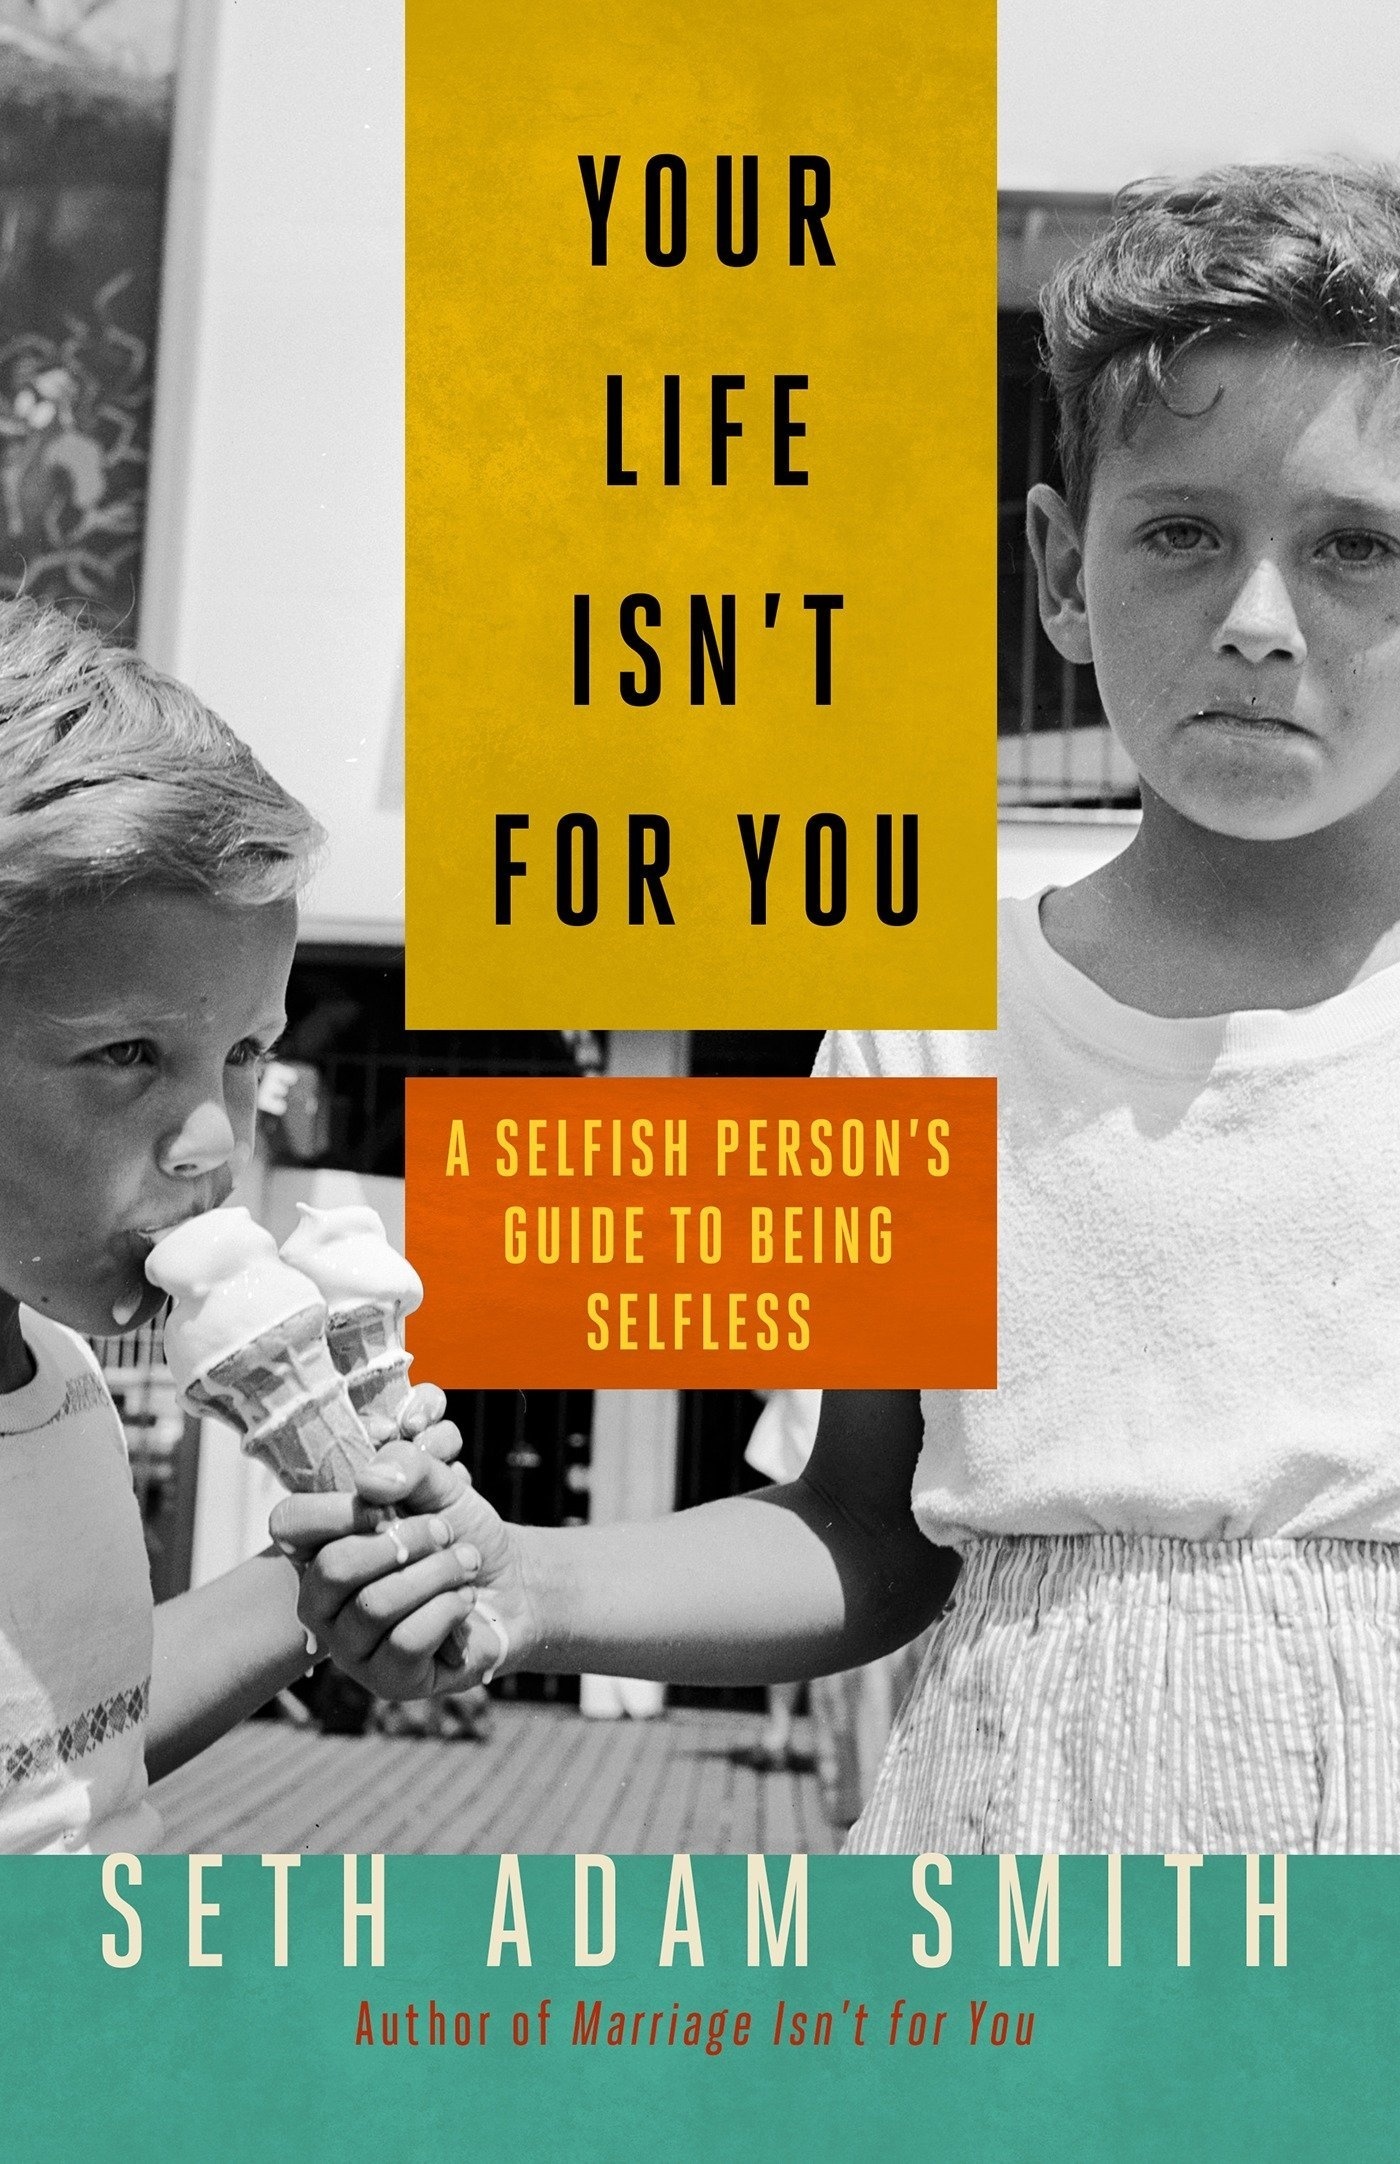 YOUR
LIFE
ISN'T
FOR YOU
A SELFISH PERSON'S
GUIDE TO BEING
SELFLESS
SETH ADAM SMITH
Author of Marriage Isn't for You